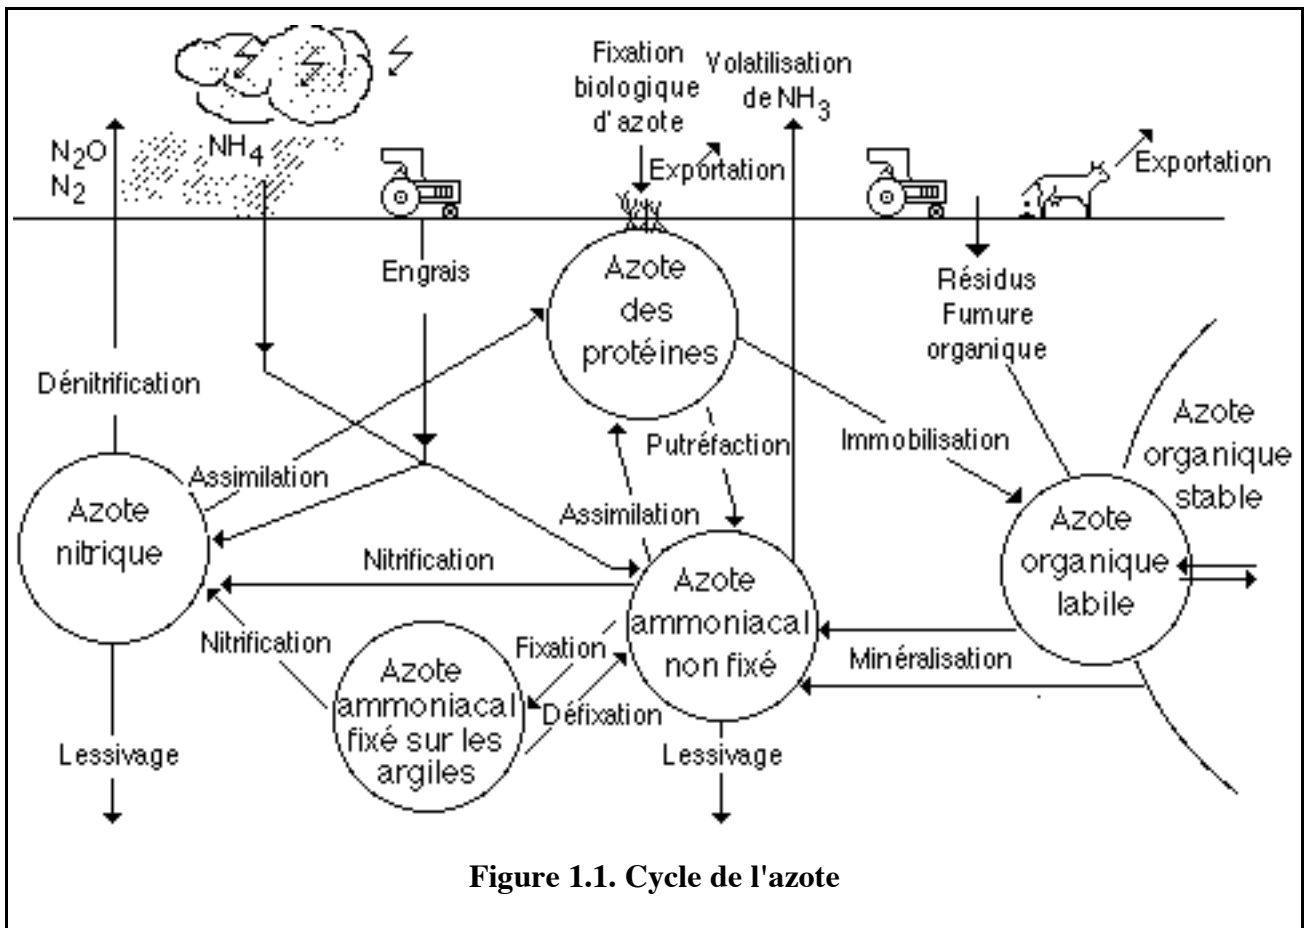 Fixation
biologique
d'azote
Volatilisation
de NH3
N2O
N2
NH4
Exportation
Exportation
Engrais
Azote
des
protéines
Résidus
Fumure
organique
Dénitrification
Azote
organique
stable
Assimilation
Putréfaction
Immobilisation
Azote
nitrique
Assimilation
Azote
organique
labile
Nitrification
Azote
ammoniacal
non fixé
Nitrification
Fixation
Minéralisation
Azote
ammoniacal
fixé sur les
argiles
Défixation
Lessivage
Lessivage
Figure 1.1. Cycle de l'azote